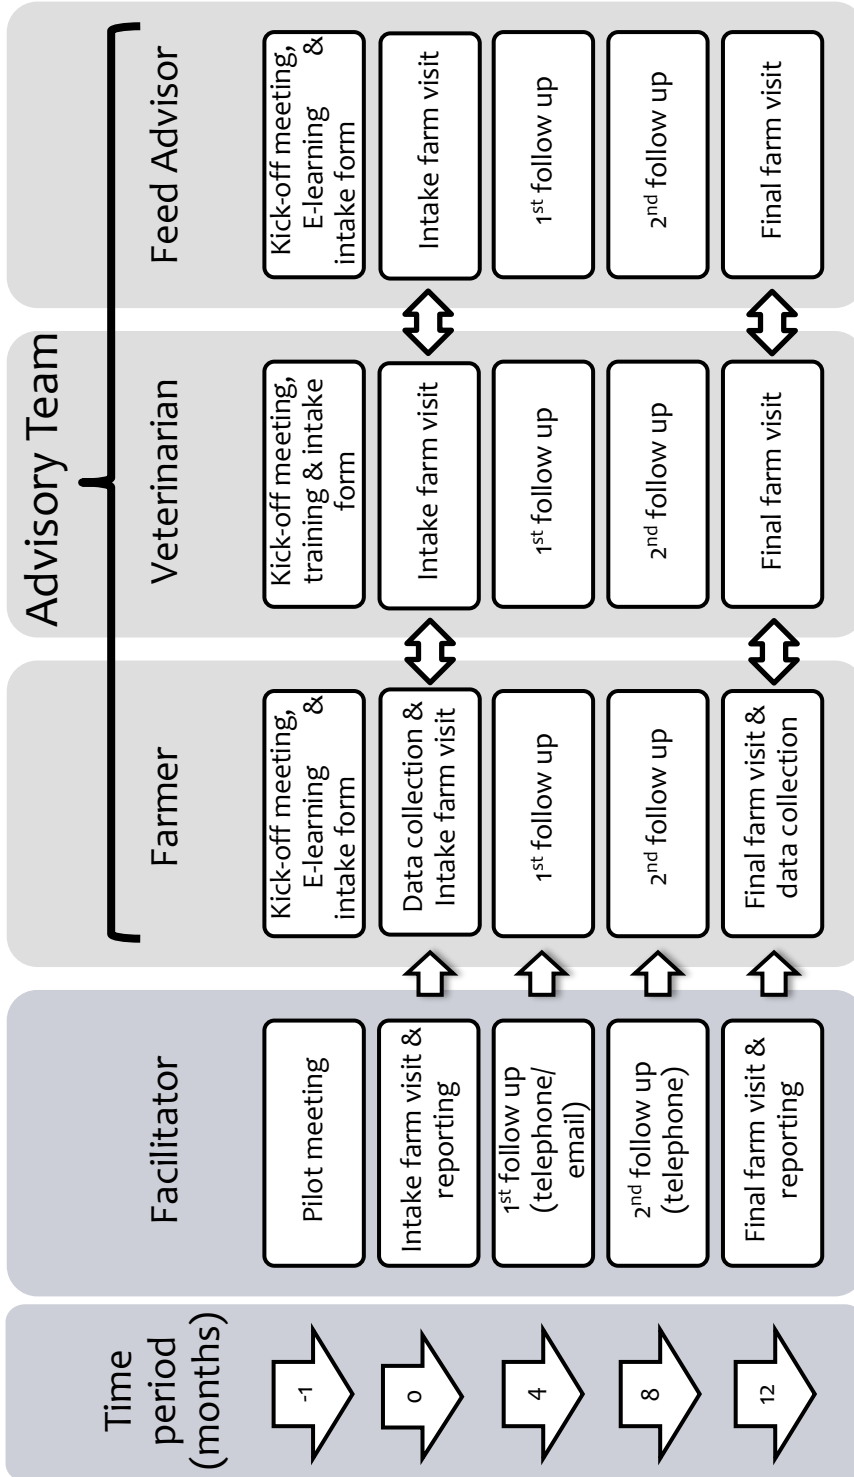 Time
period
(months)
Facilitator
Advisory Team
Farmer
Veterinarian
Feed Advisor
-1
Pilot meeting
Kick-off meeting,
E-learning &
intake form
Kick-off meeting,
training & intake
form
Kick-off meeting,
E-learning &
intake form
0
Intake farm visit &
reporting
Data collection &
Intake farm visit
Intake farm visit
Intake farm visit
4
1st follow up
(telephone/
email)
1st follow up
1st follow up
1st follow up
8
2nd follow up
(telephone)
2nd follow up
2nd follow up
2nd follow up
12
Final farm visit &
reporting
Final farm visit &
data collection
Final farm visit
Final farm visit